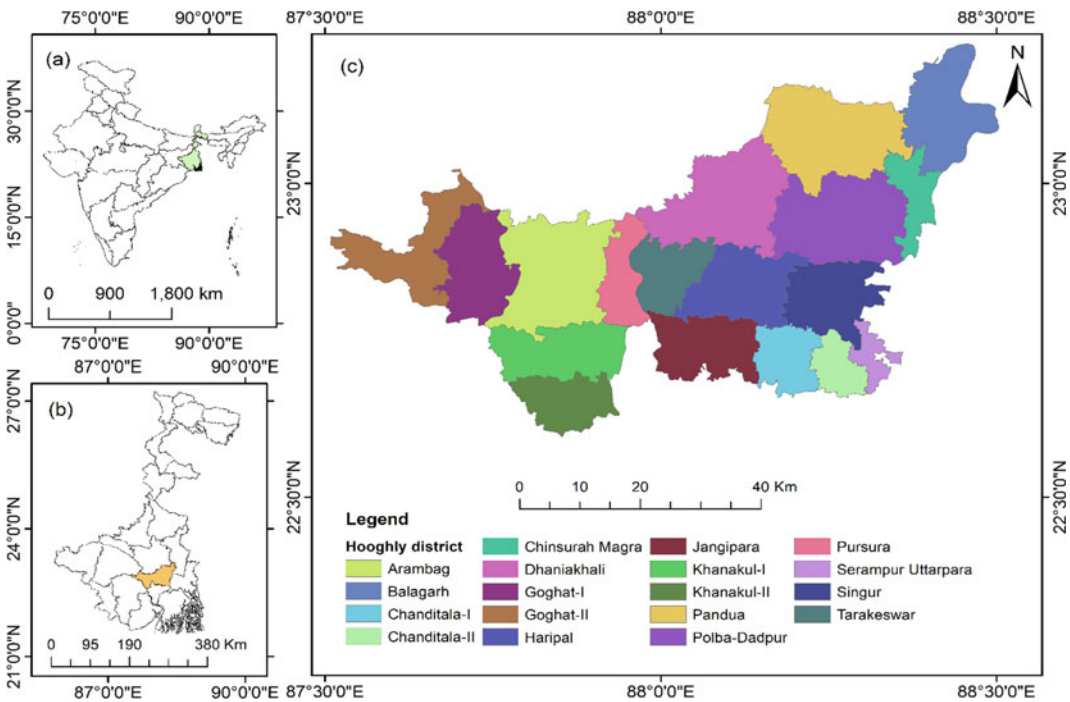 75°0'0"E 90°0'0"E
(a)
30°0'0"N
15°0'0"N
0°0'0"
0 900 1,800 km
75°0'0"E 90°0'0"E
87°0'0"E 90°0'0"E
(b)
27°0'0"N
24°0'0"N
21°0'0"N
0 95 190 380 Km
87°0'0"E 90°0'0"E
87°30'0"E 88°0'0"E 88°30'0"E
(c)
N
23°0'0"N 23°0'0"N
22°30'0"N 22°30'0"N
0 10 20 40 Km
Legend
Hooghly district
Arambag
Balagarh
Chanditala-I
Chanditala-II
Chinsurah Magra
Dhaniakhali
Goghat-I
Goghat-II
Haripal
Jangipara
Khanakul-I
Khanakul-II
Pandua
Polba-Dadpur
Pursura
Serampur Uttarpara
Singur
Tarakeswar
87°30'0"E 88°0'0"E 88°30'0"E